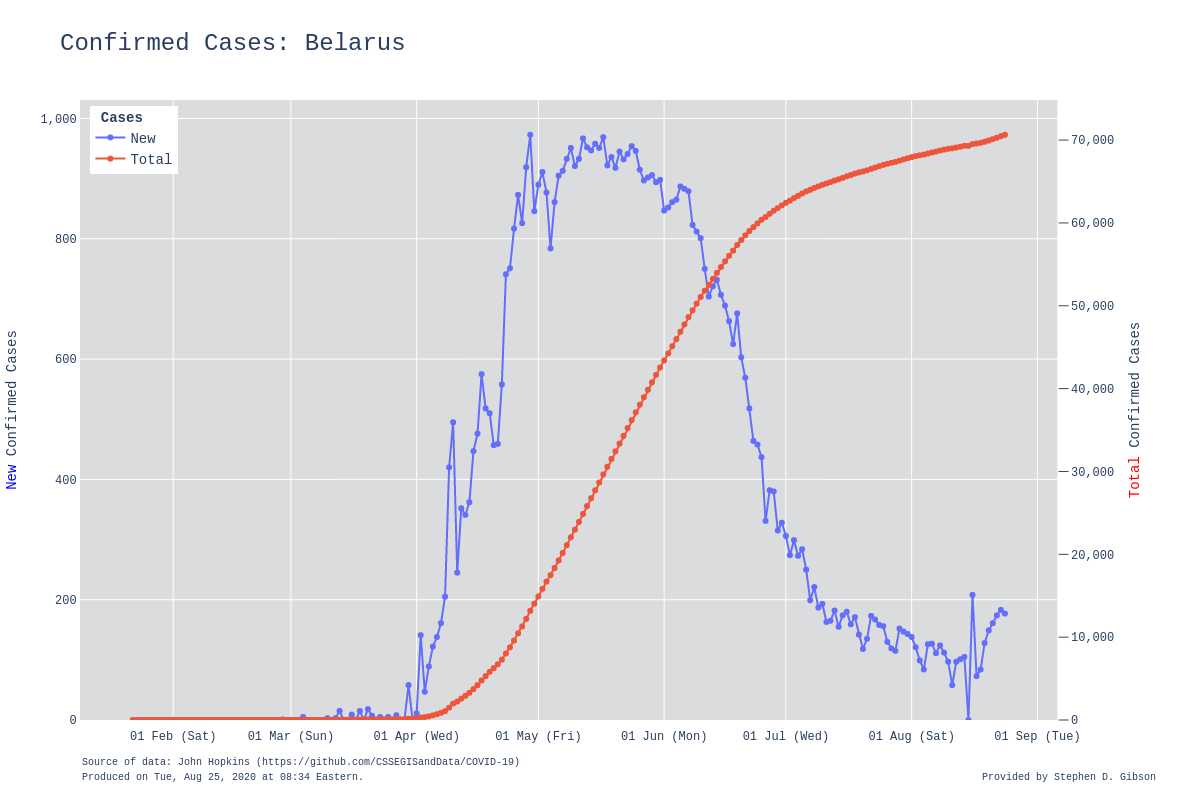 Confirmed Cases: Belarus
Cases
New
Total
1,000
800
600
400
200
0
New Confirmed Cases
70,000
60,000
50,000
40,000
30,000
20,000
10,000
0
Total Confirmed Cases
01 Feb (Sat)
01 Mar (Sun)
01 Apr (Wed)
01 May (Fri)
01 Jun (Mon)
01 Jul (Wed)
01 Aug (Sat)
01 Sep (Tue)
Source of data: John Hopkins (https://github.com/CSSEGISandData/COVID-19)
Produced on Tue, Aug 25, 2020 at 08:34 Eastern.
Provided by Stephen D. Gibson